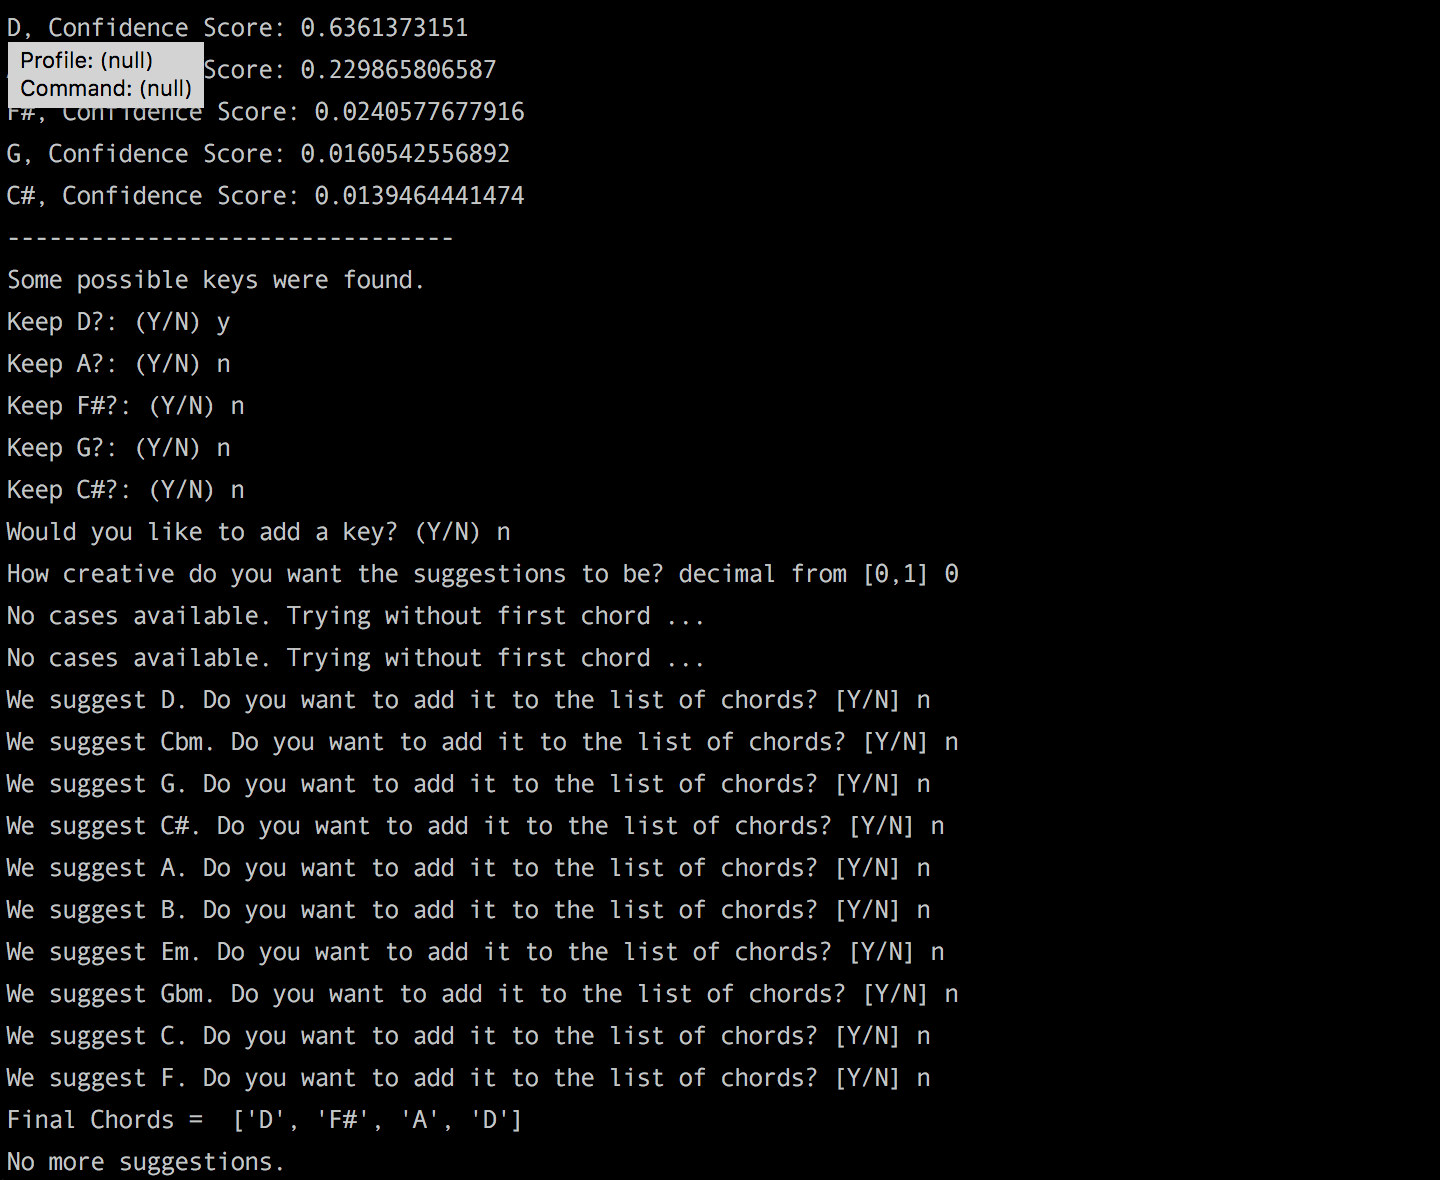 D, Confidence Score: 0.6361373151
Profile: (null)
Command: (null)
Score: 0.229865806587
F#, Confidence Score: 0.0240577677916
G, Confidence Score: 0.0160542556892
C#, Confidence Score: 0.0139464441474
--------------------------------
Some possible keys were found.
Keep D?: (Y/N) y
Keep A?: (Y/N) n
Keep F#?: (Y/N) n
Keep G?: (Y/N) n
Keep C#?: (Y/N) n
Would you like to add a key? (Y/N) n
How creative do you want the suggestions to be? decimal from [0,1] 0
No cases available. Trying without first chord ...
No cases available. Trying without first chord ...
We suggest D. Do you want to add it to the list of chords? [Y/N] n
We suggest Cbm. Do you want to add it to the list of chords? [Y/N] n
We suggest G. Do you want to add it to the list of chords? [Y/N] n
We suggest C#. Do you want to add it to the list of chords? [Y/N] n
We suggest A. Do you want to add it to the list of chords? [Y/N] n
We suggest B. Do you want to add it to the list of chords? [Y/N] n
We suggest Em. Do you want to add it to the list of chords? [Y/N] n
We suggest Gbm. Do you want to add it to the list of chords? [Y/N] n
We suggest C. Do you want to add it to the list of chords? [Y/N] n
We suggest F. Do you want to add it to the list of chords? [Y/N] n
Final Chords =  ['D', 'F#', 'A', 'D']
No more suggestions.